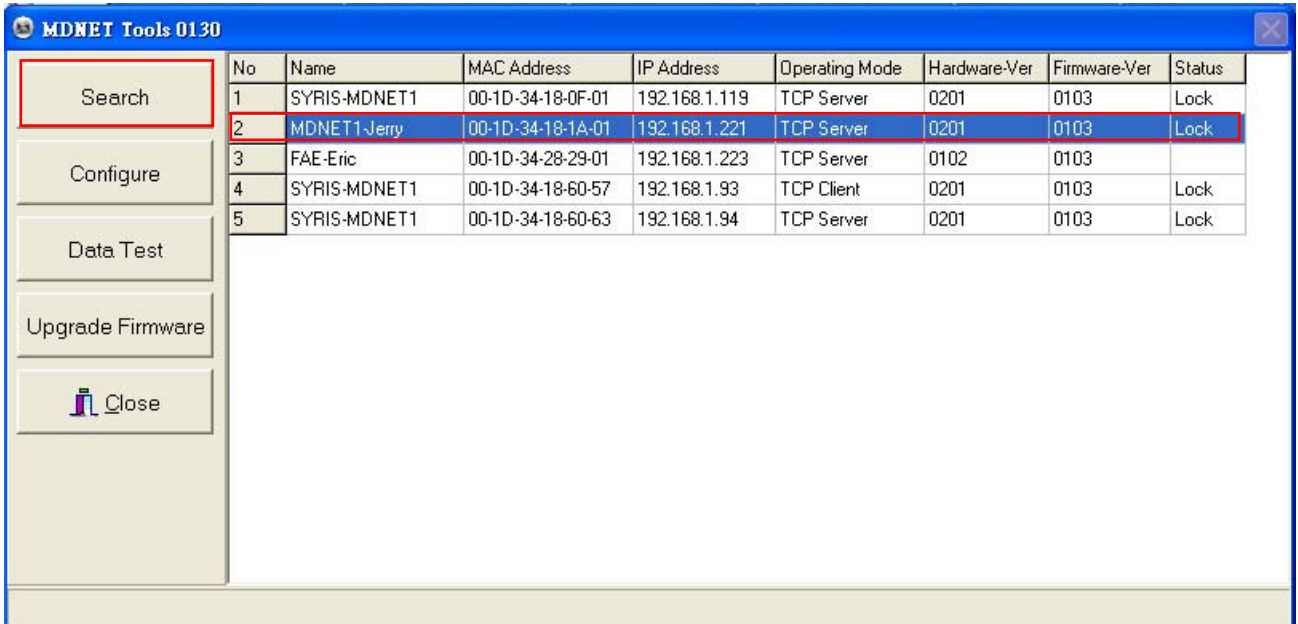 MDNET Tools 0130
Search
Configure
Data Test
Upgrade Firmware
Close
No Name MAC Address IP Address Operating Mode Hardware-Ver Firmware-Ver Status
1 SYRIS-MDNET1 00-1D-34-18-0F-01 192.168.1.119 TCP Server 0201 0103 Lock
2 MDNET1-Jerry 00-1D-34-18-1A-01 192.168.1.221 TCP Server 0201 0103 Lock
3 FAE-Eric 00-1D-34-28-29-01 192.168.1.223 TCP Server 0102 0103
4 SYRIS-MDNET1 00-1D-34-18-60-57 192.168.1.93 TCP Client 0201 0103 Lock
5 SYRIS-MDNET1 00-1D-34-18-60-63 192.168.1.94 TCP Server 0201 0103 Lock